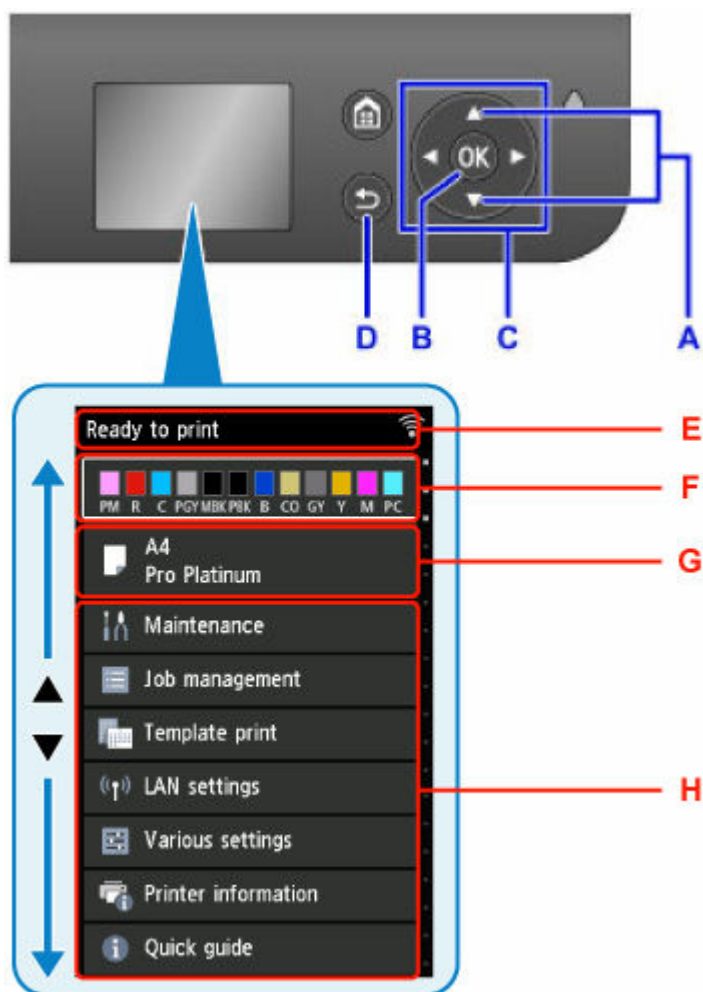 OK
D B C A
Ready to print E
F
PM R C PGY MBK PBK B CO GY Y M PC
A4
Pro Platinum
G
Maintenance
Job management
Template print
LAN settings
H
Various settings
Printer information
Quick guide